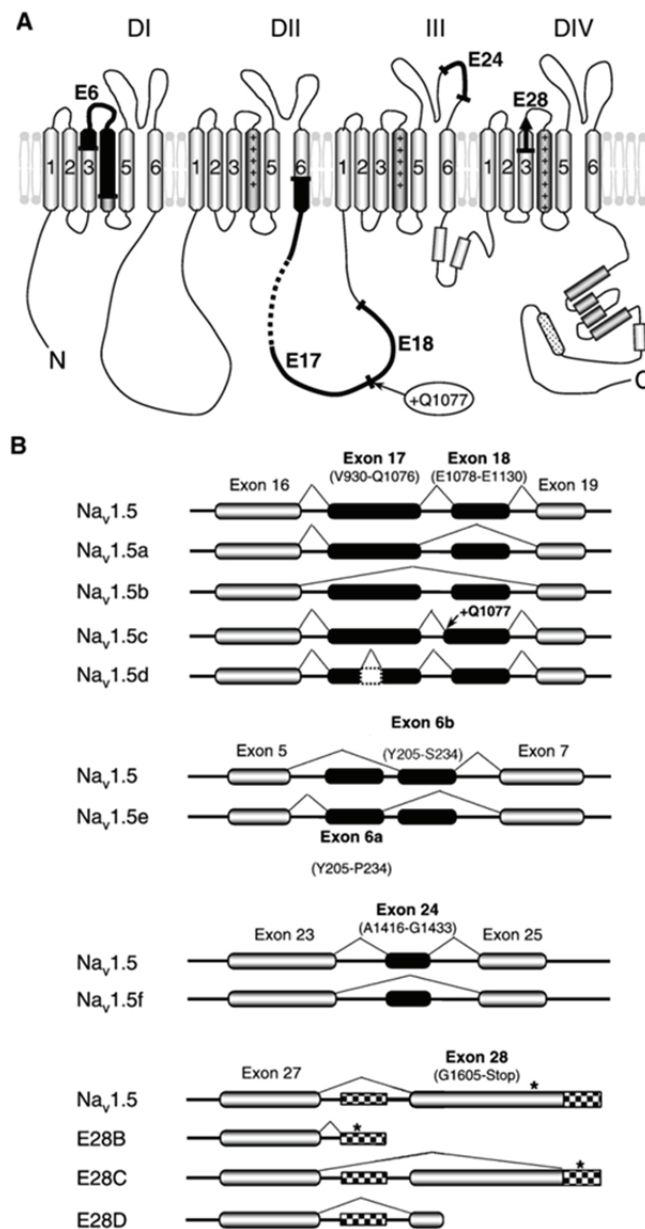 A
DI DII III DIV
E6 E24 E28
1 2 3 5 6 1 2 3 + + + + 5 6 1 2 3 + + + + 5 6 1 2 3 + + + + 5 6
N E17 E18 C
+Q1077
B
Exon 17 Exon 18
Exon 16 (V930-Q1076) (E1078-E1130) Exon 19
Nav1.5
Nav1.5a
Nav1.5b
+Q1077
Nav1.5c
Nav1.5d
Exon 6b
Exon 5 (Y205-S234) Exon 7
Nav1.5
Nav1.5e
Exon 6a
(Y205-P234)
Exon 24
Exon 23 (A1416-G1433) Exon 25
Nav1.5
Nav1.5f
Exon 28
Exon 27 (G1605-Stop)
*
Nav1.5
*
E28B
*
E28C
E28D